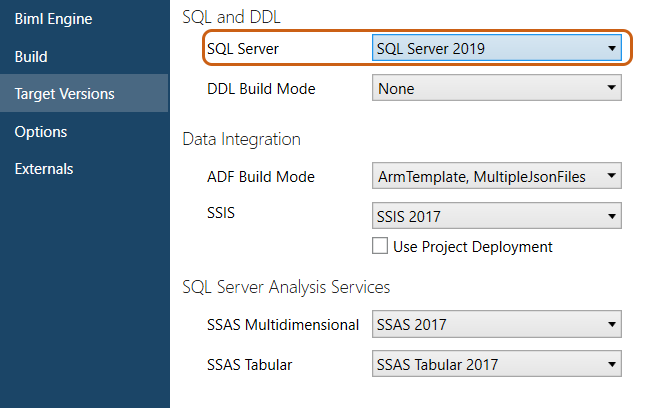 Biml Engine
Build
Target Versions
Options
Externals
SQL and DDL
SQL Server SQL Server 2019
DDL Build Mode None
Data Integration
ADF Build Mode ArmTemplate, MultipleJsonFiles
SSIS SSIS 2017
Use Project Deployment
SQL Server Analysis Services
SSAS Multidimensional SSAS 2017
SSAS Tabular SSAS Tabular 2017